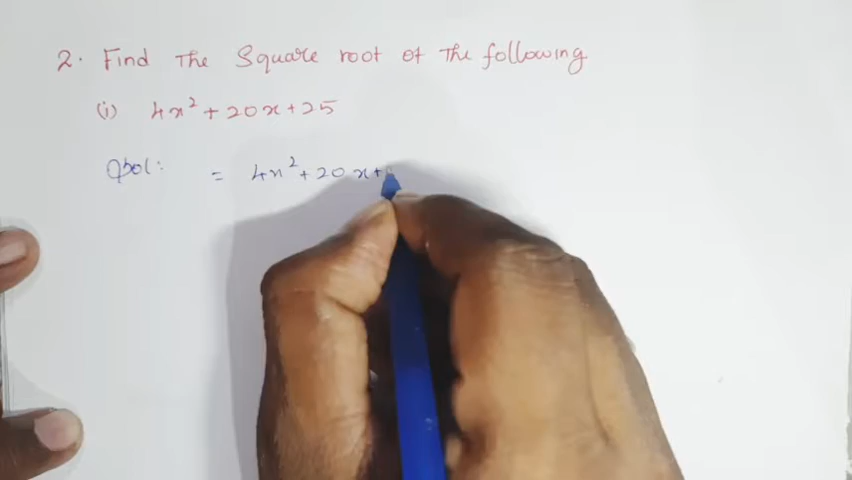 2. Find The Square root of The following
(i) 4x² + 20x + 25
Sol: = 4x² + 20x +